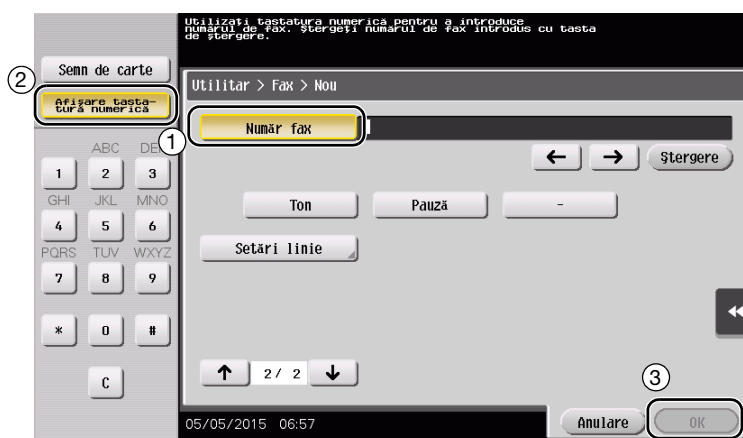 Utilizați tastatura numerică pentru a introduce
numărul de fax. Ștergeți numărul de fax introdus cu tasta
de ștergere.
Semn de carte
2
Utilitar > Fax > Nou
Afișare tasta-
tură numerică
Număr fax
1
ABC DE
1 2 3
← → Ștergere
GHI JKL MNO
4 5 6
Ton Pauză -
PQRS TUV WXYZ
Setări linie
7 8 9
* 0 #
↑ 2/ 2 ↓
C
3
05/05/2015 06:57
Anulare OK